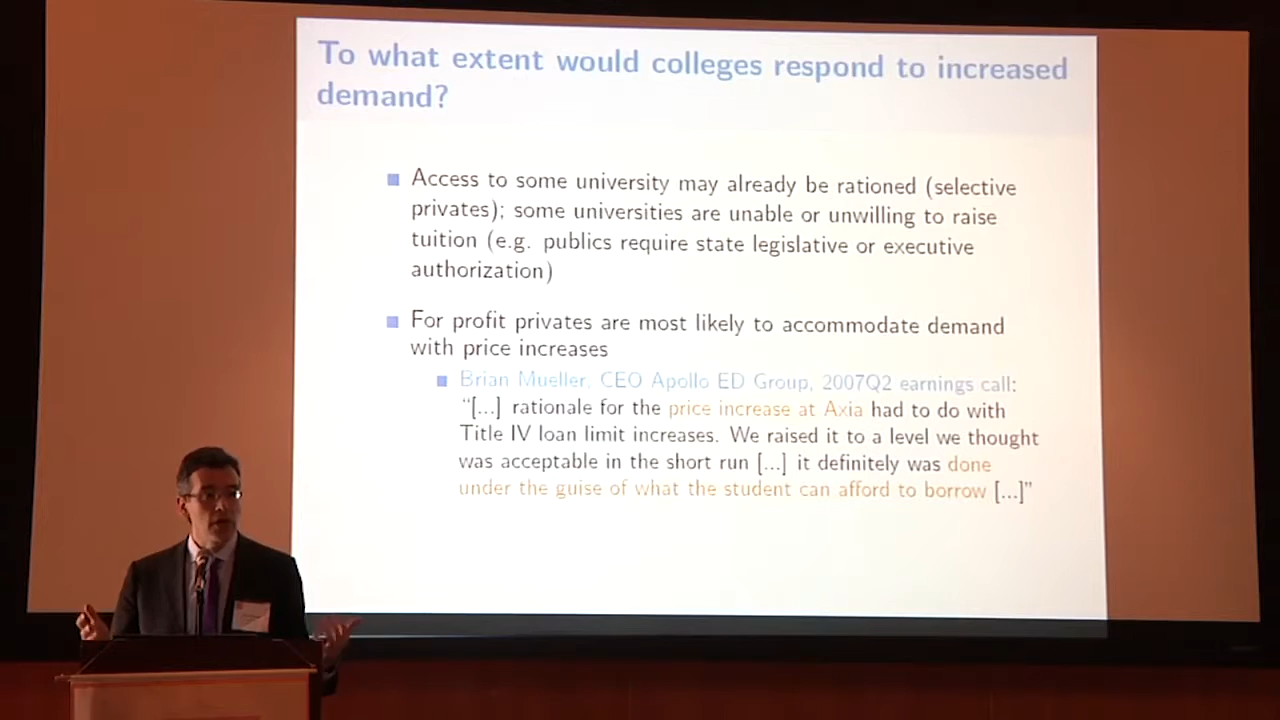 To what extent would colleges respond to increased
demand?
Access to some university may already be rationed (selective
privates); some universities are unable or unwilling to raise
tuition (e.g. publics require state legislative or executive
authorization)
For profit privates are most likely to accommodate demand
with price increases
Brian Mueller, CEO Apollo ED Group, 2007Q2 earnings call:
“[...] rationale for the price increase at Axia had to do with
Title IV loan limit increases. We raised it to a level we thought
was acceptable in the short run [...] it definitely was done
under the guise of what the student can afford to borrow [...]”